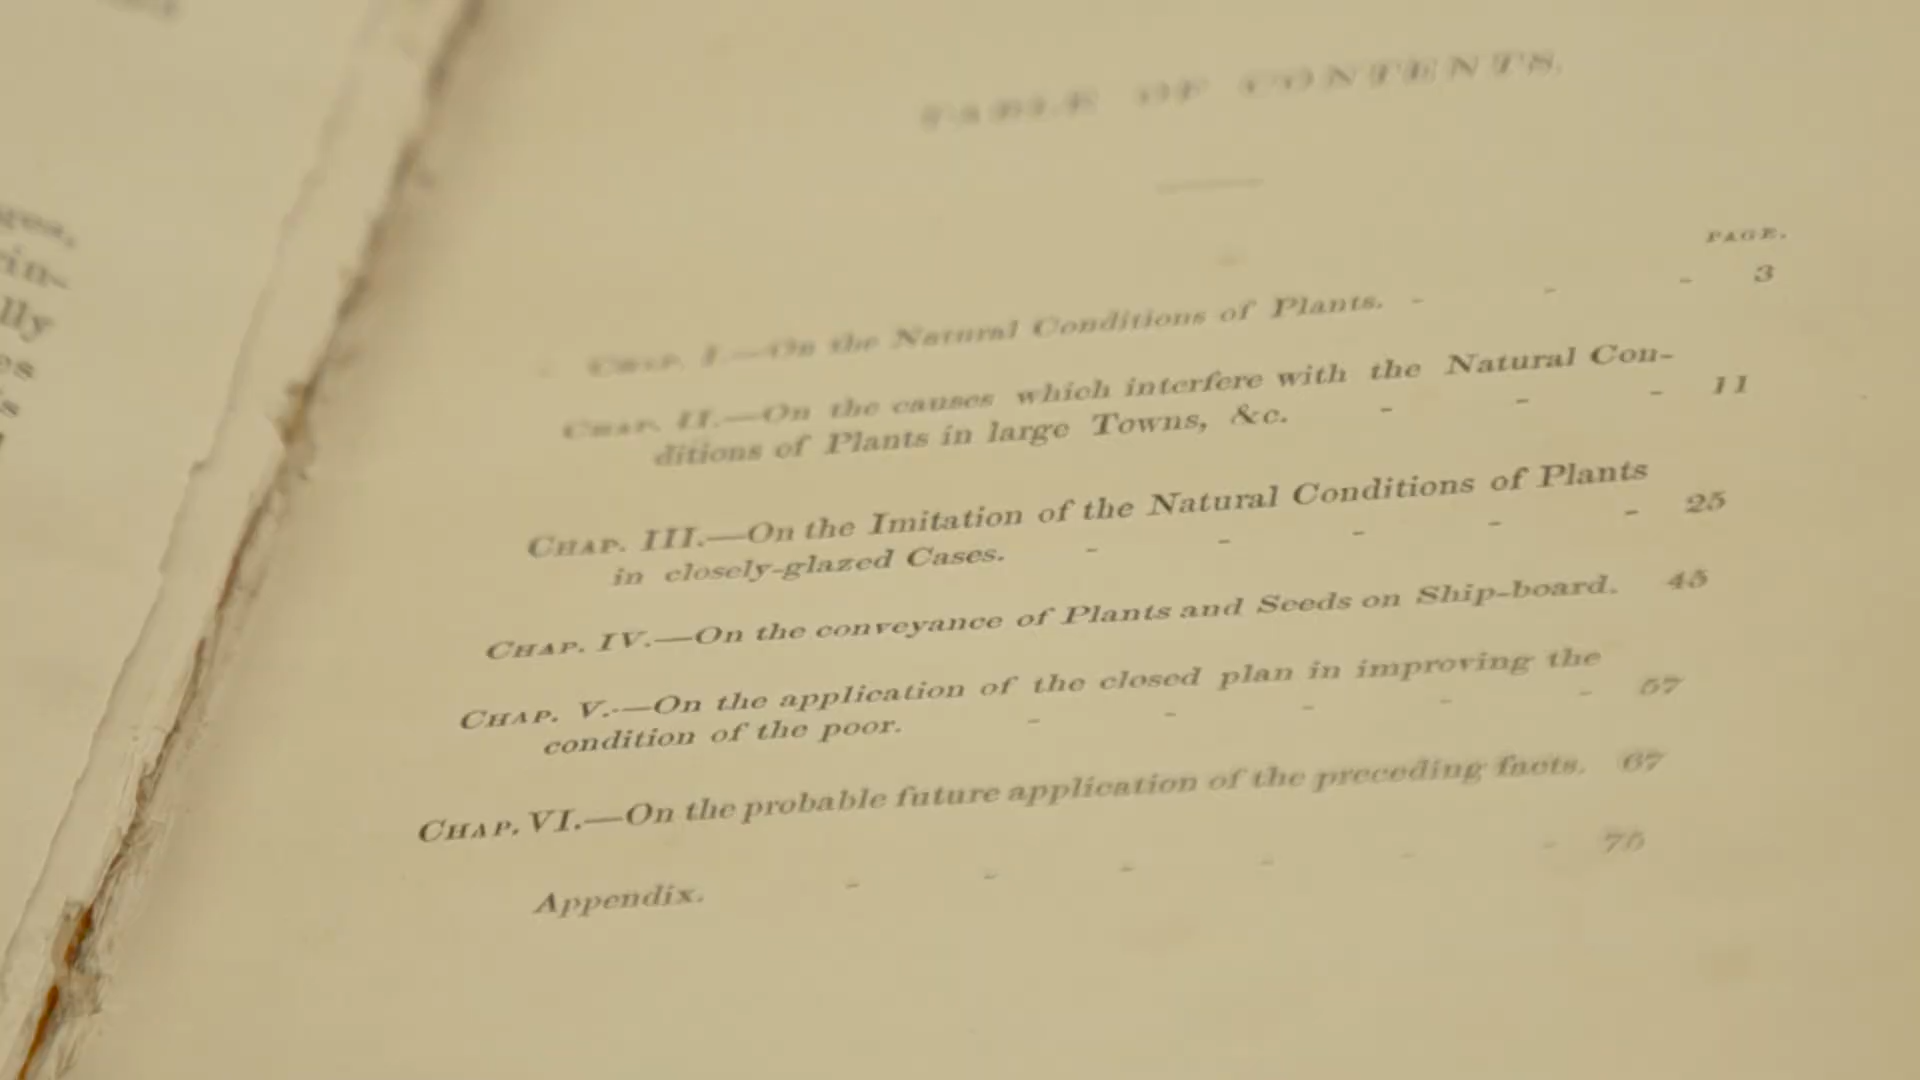 ges,
rin-
lly
es
s
TABLE OF CONTENTS.
PAGE.
CHAP. I.—On the Natural Conditions of Plants. - - - 3
CHAP. II.—On the causes which interfere with the Natural Con-
ditions of Plants in large Towns, &c. - - - 11
CHAP. III.—On the Imitation of the Natural Conditions of Plants
in closely-glazed Cases. - - - - - 25
CHAP. IV.—On the conveyance of Plants and Seeds on Ship-board. 45
CHAP. V.—On the application of the closed plan in improving the
condition of the poor. - - - - - 57
CHAP. VI.—On the probable future application of the preceding facts. 67
Appendix. - - - - - -